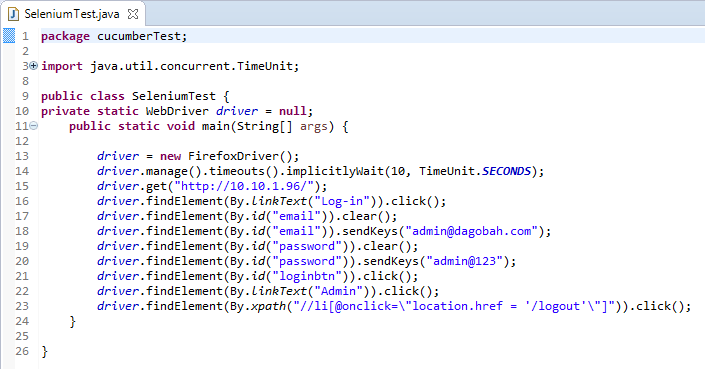 SeleniumTest.java
1 package cucumberTest;
2
3 import java.util.concurrent.TimeUnit;
8
9 public class SeleniumTest {
10 private static WebDriver driver = null;
11     public static void main(String[] args) {
12
13         driver = new FirefoxDriver();
14         driver.manage().timeouts().implicitlyWait(10, TimeUnit.SECONDS);
15         driver.get("http://10.10.1.96/");
16         driver.findElement(By.linkText("Log-in")).click();
17         driver.findElement(By.id("email")).clear();
18         driver.findElement(By.id("email")).sendKeys("admin@dagobah.com");
19         driver.findElement(By.id("password")).clear();
20         driver.findElement(By.id("password")).sendKeys("admin@123");
21         driver.findElement(By.id("loginbtn")).click();
22         driver.findElement(By.linkText("Admin")).click();
23         driver.findElement(By.xpath("//li[@onclick=\"location.href = '/logout'\"]")).click();
24     }
25
26 }